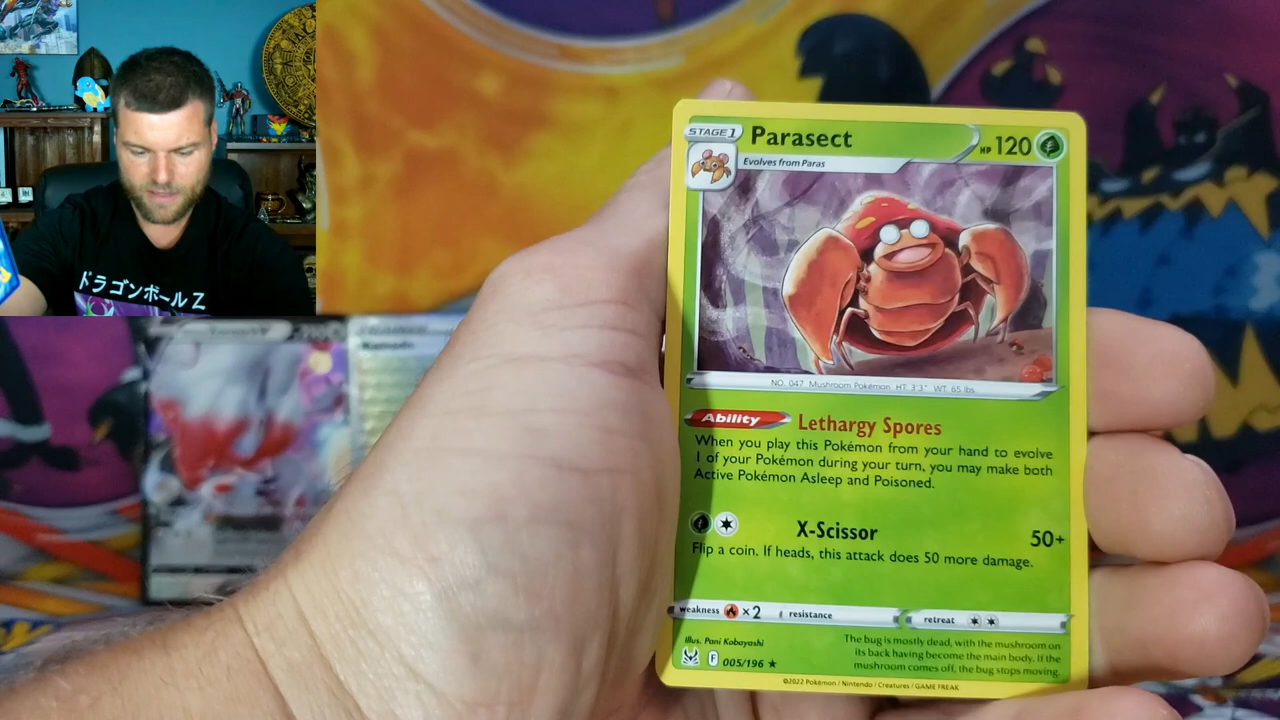 ドラゴンボール Z
STAGE 1
Parasect
HP 120
Evolves from Paras
NO. 047 Mushroom Pokémon HT: 3'3" WT: 65 lbs
Ability Lethargy Spores
When you play this Pokémon from your hand to evolve
1 of your Pokémon during your turn, you may make both
Active Pokémon Asleep and Poisoned.
X-Scissor 50+
Flip a coin. If heads, this attack does 50 more damage.
weakness ×2 resistance retreat
Illus. Pani Kobayashi
F 005/196 ★
The bug is mostly dead, with the mushroom on
its back having become the main body. If the
mushroom comes off, the bug stops moving.
©2022 Pokémon / Nintendo / Creatures / GAME FREAK